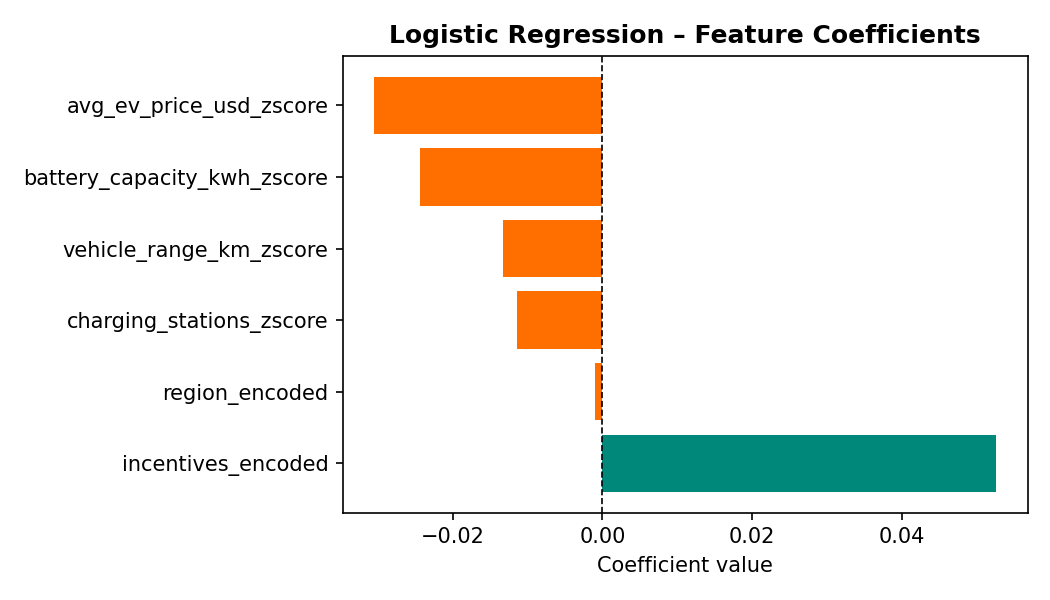 Logistic Regression – Feature Coefficients
avg_ev_price_usd_zscore
battery_capacity_kwh_zscore
vehicle_range_km_zscore
charging_stations_zscore
region_encoded
incentives_encoded
−0.02 0.00 0.02 0.04
Coefficient value